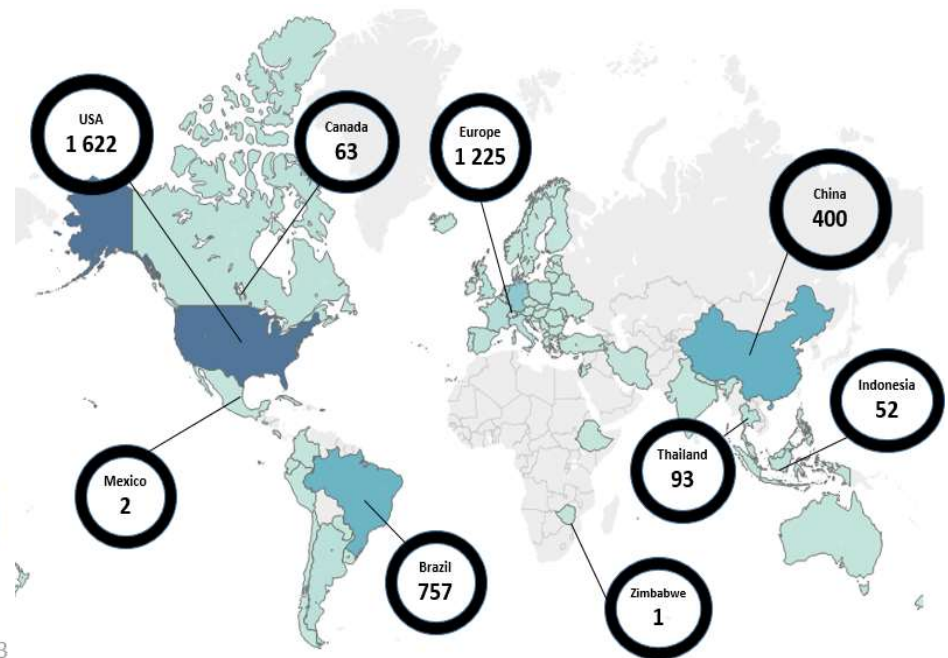 USA
1 622
Canada
63
Europe
1 225
China
400
Indonesia
52
Thailand
93
Mexico
2
Brazil
757
Zimbabwe
1
3